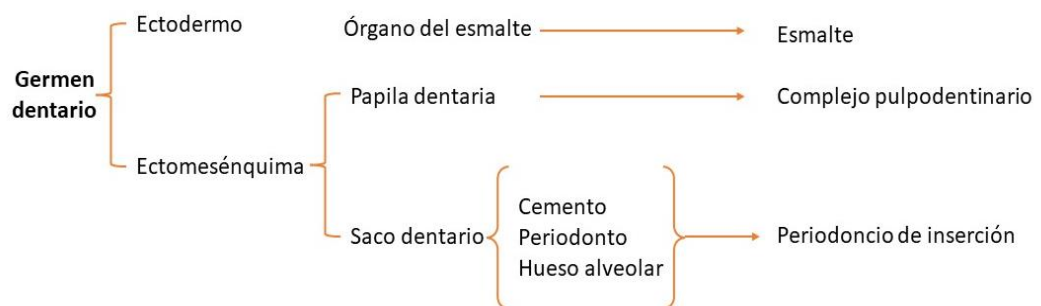 Ectodermo
Órgano del esmalte
Esmalte
Germen
dentario
Papila dentaria
Complejo pulpodentinario
Ectomesénquima
Cemento
Saco dentario
Periodonto
Periodoncio de inserción
Hueso alveolar